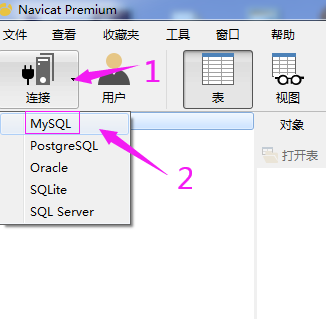 Navicat Premium
文件 查看 收藏夹 工具 窗口 帮助
连接 用户 表 视图
1
MySQL 对象
PostgreSQL 打开表
Oracle
2
SQLite
SQL Server